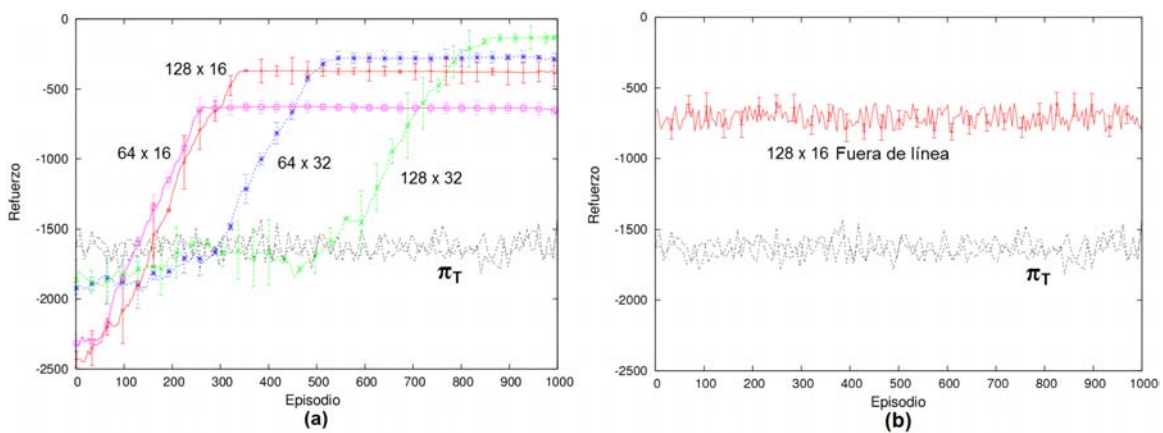 0
-500
-1000
-1500
-2000
-2500
Refuerzo
128 x 16
64 x 16
64 x 32
128 x 32
πT
0 100 200 300 400 500 600 700 800 900 1000
Episodio
(a)
0
-500
-1000
-1500
-2000
-2500
Refuerzo
128 x 16 Fuera de línea
πT
0 100 200 300 400 500 600 700 800 900 1000
Episodio
(b)